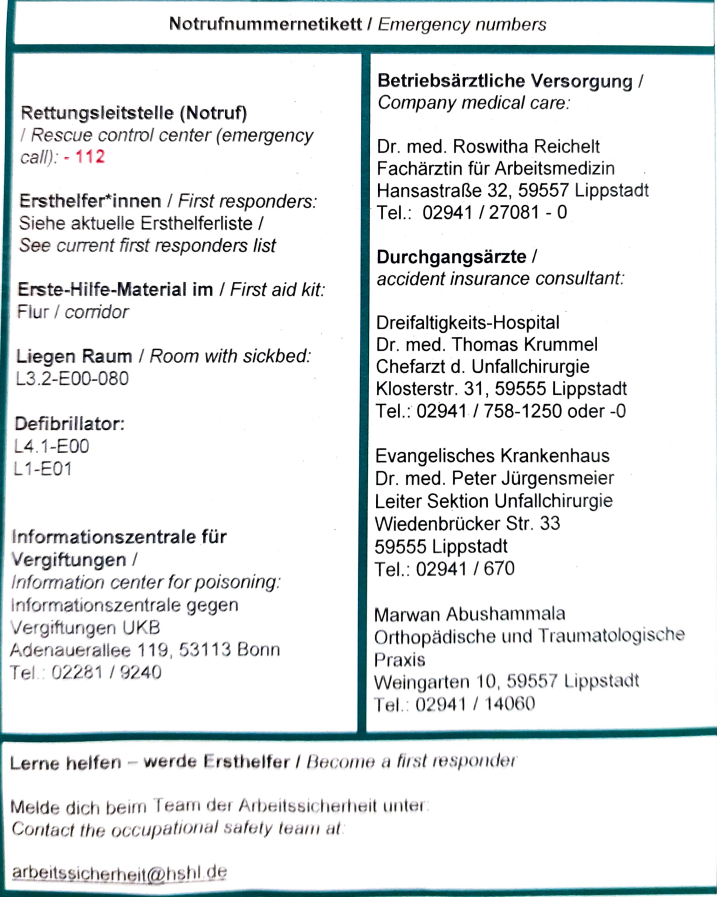 Notrufnummernetikett / Emergency numbers
Rettungsleitstelle (Notruf)
/ Rescue control center (emergency
call): - 112
Ersthelfer*innen / First responders:
Siehe aktuelle Ersthelferliste /
See current first responders list
Erste-Hilfe-Material im / First aid kit:
Flur / corridor
Liegen Raum / Room with sickbed:
L3.2-E00-080
Defibrillator:
L4.1-E00
L1-E01
Informationszentrale für
Vergiftungen /
Information center for poisoning:
Informationszentrale gegen
Vergiftungen UKB
Adenauerallee 119, 53113 Bonn
Tel.: 02281 / 9240
Betriebsärztliche Versorgung /
Company medical care:
Dr. med. Roswitha Reichelt
Fachärztin für Arbeitsmedizin
Hansastraße 32, 59557 Lippstadt
Tel.: 02941 / 27081 - 0
Durchgangsärzte /
accident insurance consultant:
Dreifaltigkeits-Hospital
Dr. med. Thomas Krummel
Chefarzt d. Unfallchirurgie
Klosterstr. 31, 59555 Lippstadt
Tel.: 02941 / 758-1250 oder -0
Evangelisches Krankenhaus
Dr. med. Peter Jürgensmeier
Leiter Sektion Unfallchirurgie
Wiedenbrücker Str. 33
59555 Lippstadt
Tel.: 02941 / 670
Marwan Abushammala
Orthopädische und Traumatologische
Praxis
Weingarten 10, 59557 Lippstadt
Tel.: 02941 / 14060
Lerne helfen – werde Ersthelfer / Become a first responder
Melde dich beim Team der Arbeitssicherheit unter:
Contact the occupational safety team at:
arbeitssicherheit@hshl.de